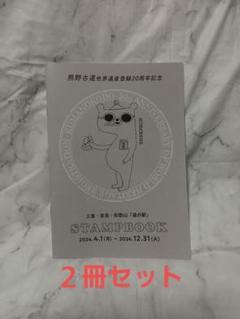 熊野古道世界遺産登録20周年記念
三重・奈良・和歌山「道の駅」
STAMPBOOK
2024.4.1(月) ~ 2024.12.31(火)
2冊セット